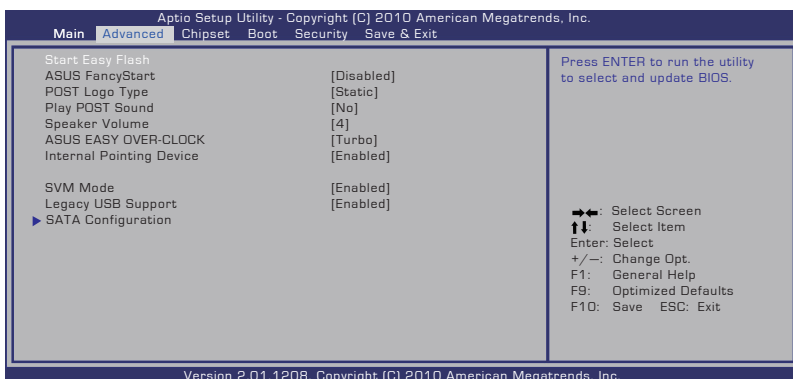 Aptio Setup Utility - Copyright (C) 2010 American Megatrends, Inc.
Main Advanced Chipset Boot Security Save & Exit
Start Easy Flash
ASUS FancyStart [Disabled]
POST Logo Type [Static]
Play POST Sound [No]
Speaker Volume [4]
ASUS EASY OVER-CLOCK [Turbo]
Internal Pointing Device [Enabled]
SVM Mode [Enabled]
Legacy USB Support [Enabled]
SATA Configuration
Press ENTER to run the utility
to select and update BIOS.
→←: Select Screen
↑↓: Select Item
Enter: Select
+/—: Change Opt.
F1: General Help
F9: Optimized Defaults
F10: Save ESC: Exit
Version 2.01.1208. Copyright (C) 2010 American Megatrends, Inc.